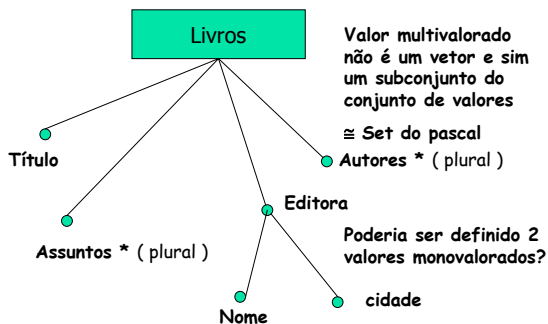 Livros
Valor multivalorado
não é um vetor e sim
um subconjunto do
conjunto de valores
≅ Set do pascal
Título
Autores * ( plural )
Editora
Assuntos * ( plural )
Poderia ser definido 2
valores monovalorados?
Nome
cidade